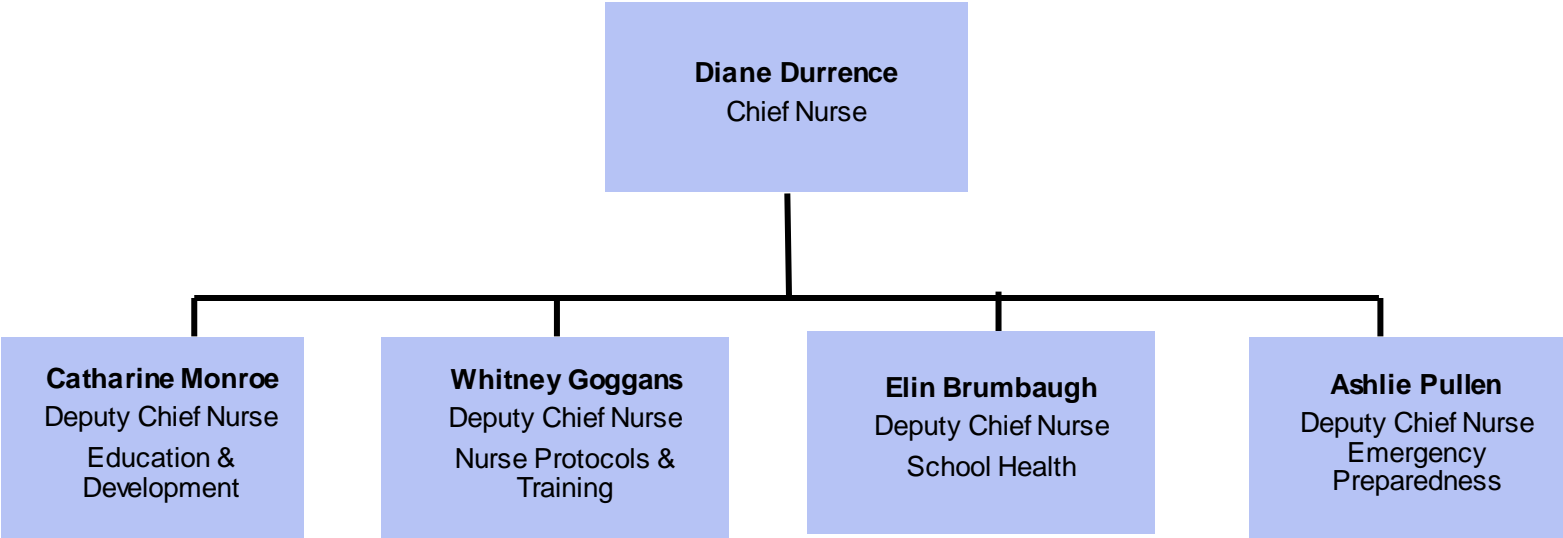 Diane Durrence
Chief Nurse
Catharine Monroe
Deputy Chief Nurse
Education &
Development
Whitney Goggans
Deputy Chief Nurse
Nurse Protocols &
Training
Elin Brumbaugh
Deputy Chief Nurse
School Health
Ashlie Pullen
Deputy Chief Nurse
Emergency
Preparedness